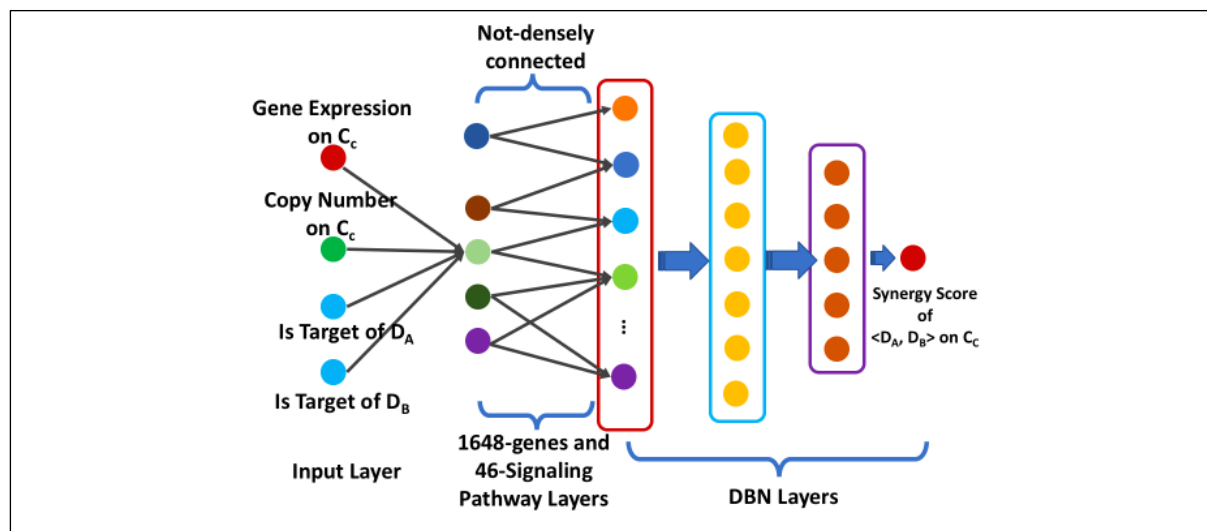 Not-densely
connected
Gene Expression
on Cc
Copy Number
on Cc
Is Target of DA
Is Target of DB
...
Synergy Score
of
<DA, DB> on CC
Input Layer
1648-genes and
46-Signaling
Pathway Layers
DBN Layers